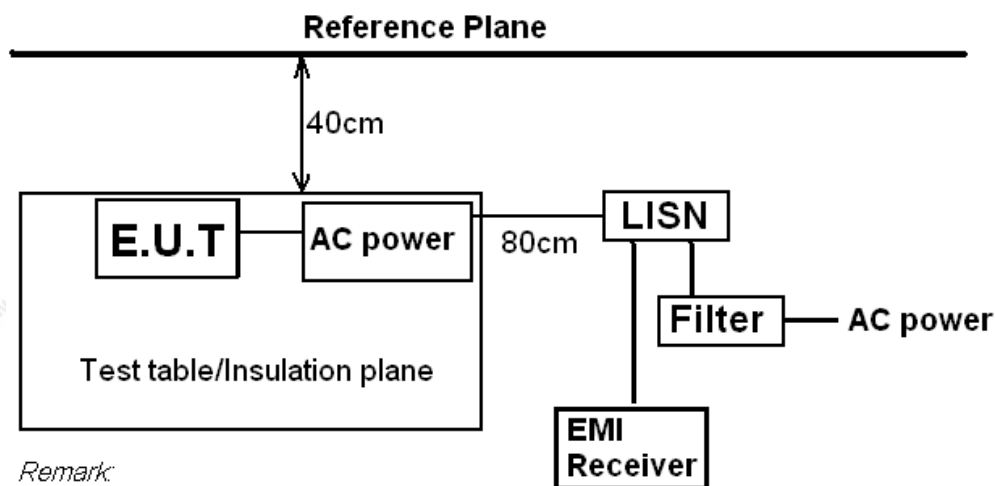 Reference Plane
40cm
E.U.T
AC power
80cm
LISN
Filter
AC power
Test table/Insulation plane
EMI
Receiver
Remark: